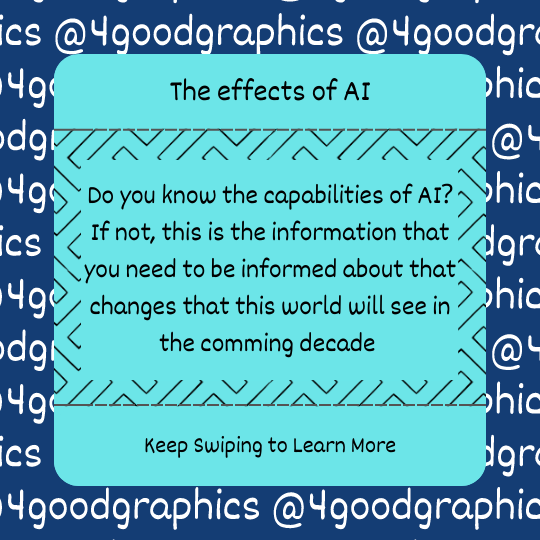 ics @4goodgraphics @4goodgra
The effects of AI
Do you know the capabilities of AI?
If not, this is the information that
you need to be informed about that
changes that this world will see in
the comming decade
Keep Swiping to Learn More
4goodgraphics @4goodgraphic